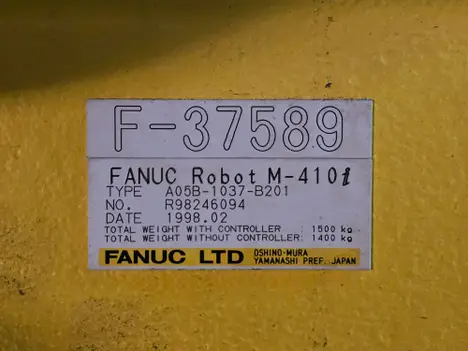 F-37589
FANUC Robot M-410i
TYPE A05B-1037-B201
NO. R98246094
DATE 1998.02
TOTAL WEIGHT WITH CONTROLLER : 1500 kg
TOTAL WEIGHT WITHOUT CONTROLLER: 1400 kg
FANUC LTD OSHINO-MURA
YAMANASHI PREF. JAPAN